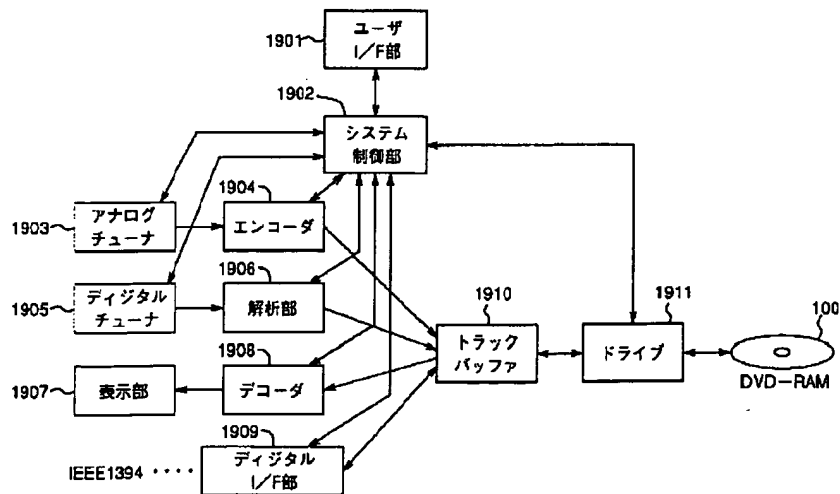 1901
ユーザ
I/F部
1902
システム
制御部
1903
アナログ
チューナ
1904
エンコーダ
1905
ディジタル
チューナ
1906
解析部
1907
表示部
1908
デコーダ
1909
ディジタル
I/F部
IEEE1394 ････
1910
トラック
バッファ
1911
ドライブ
100
DVD-RAM